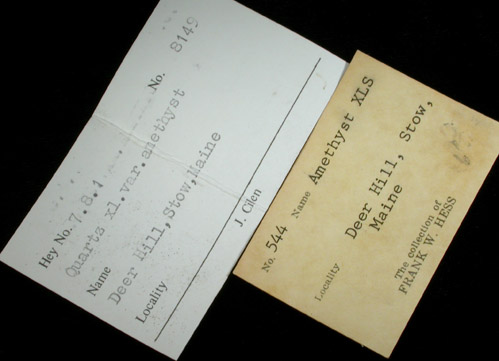 Hey No. 7.8.1 No. 8149
Quartz xl.var.amethyst
Name
Deer Hill,Stow,Maine
Locality
J. Cilen
No. 544 Name Amethyst XLS
Locality Deer Hill, Stow,
Maine
The collection of
FRANK W. HESS